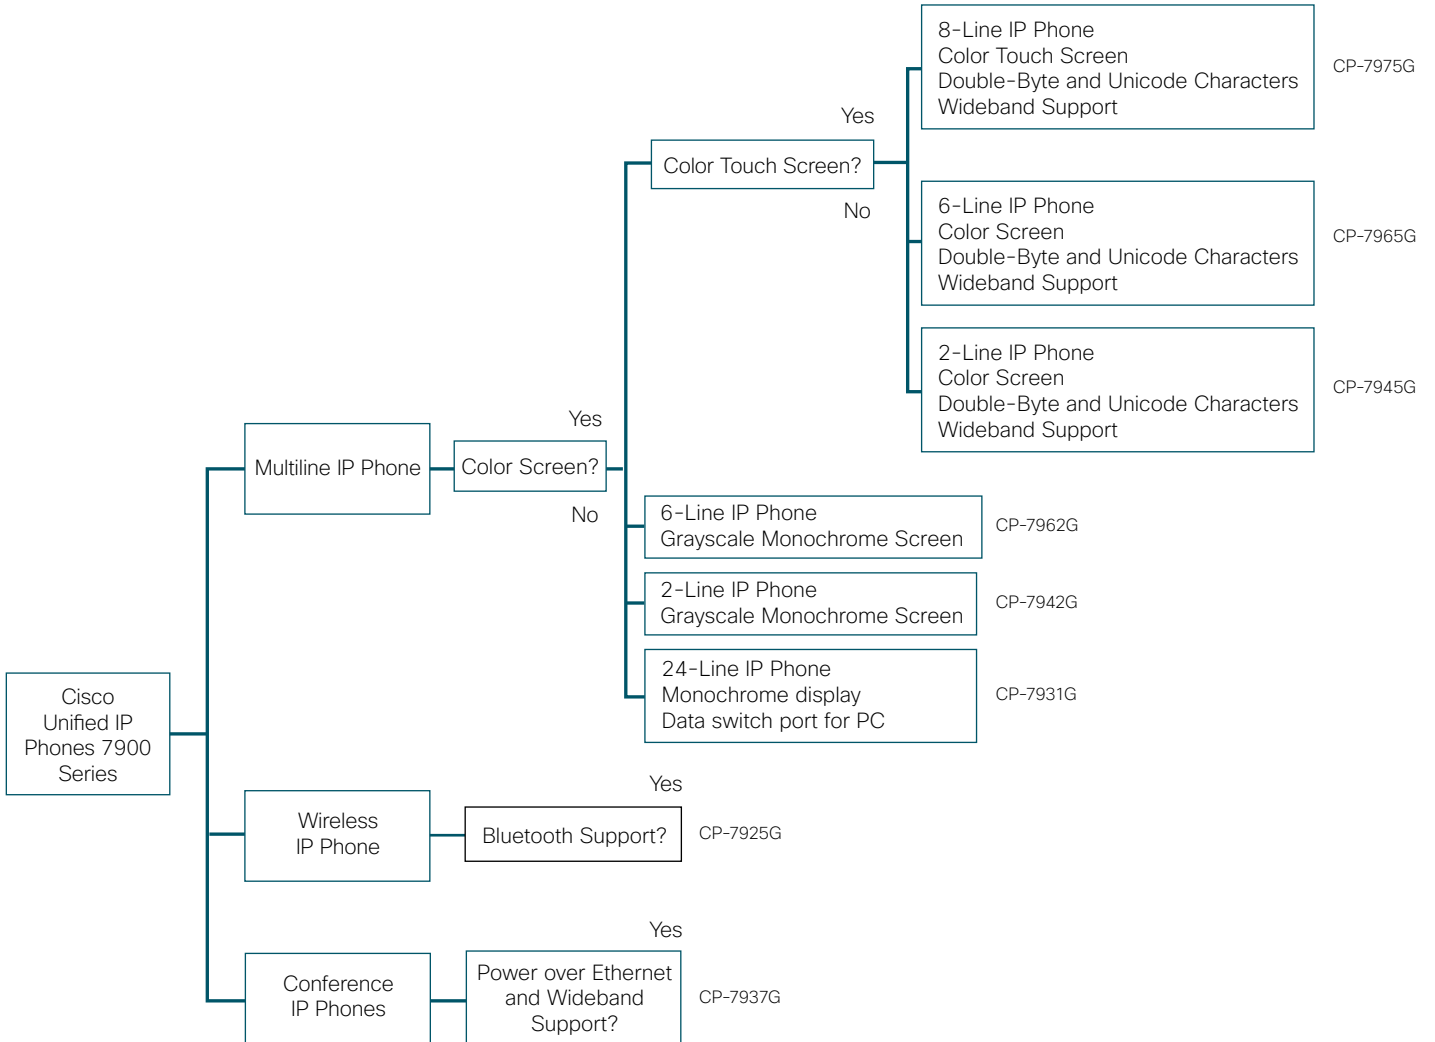 8-Line IP Phone
Color Touch Screen
Double-Byte and Unicode Characters
Wideband Support
CP-7975G
Yes
Color Touch Screen?
No
6-Line IP Phone
Color Screen
Double-Byte and Unicode Characters
Wideband Support
CP-7965G
2-Line IP Phone
Color Screen
Double-Byte and Unicode Characters
Wideband Support
CP-7945G
Yes
Multiline IP Phone
Color Screen?
No
6-Line IP Phone
Grayscale Monochrome Screen
CP-7962G
2-Line IP Phone
Grayscale Monochrome Screen
CP-7942G
24-Line IP Phone
Monochrome display
Data switch port for PC
CP-7931G
Cisco
Unified IP
Phones 7900
Series
Yes
Wireless
IP Phone
Bluetooth Support?
CP-7925G
Yes
Conference
IP Phones
Power over Ethernet
and Wideband
Support?
CP-7937G